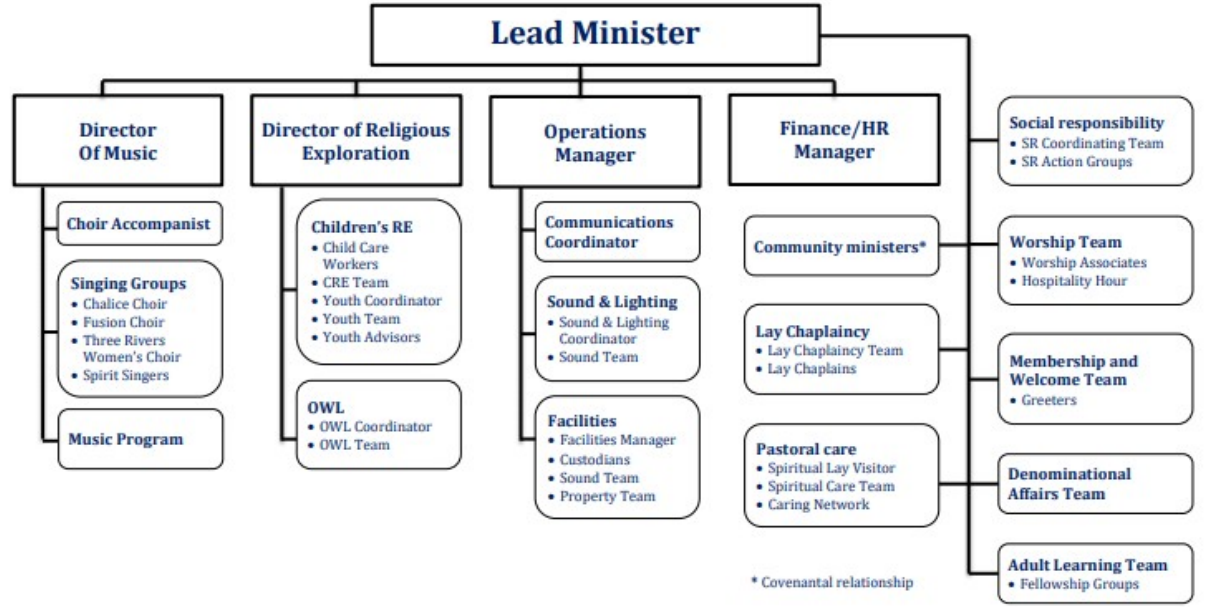 Lead Minister
Director
Of Music
Choir Accompanist
Singing Groups
• Chalice Choir
• Fusion Choir
• Three Rivers
Women's Choir
• Spirit Singers
Music Program
Director of Religious
Exploration
Children's RE
• Child Care
Workers
• CRE Team
• Youth Coordinator
• Youth Team
• Youth Advisors
OWL
• OWL Coordinator
• OWL Team
Operations
Manager
Communications
Coordinator
Sound & Lighting
• Sound & Lighting
Coordinator
• Sound Team
Facilities
• Facilities Manager
• Custodians
• Sound Team
• Property Team
Finance/HR
Manager
Community ministers*
Lay Chaplaincy
• Lay Chaplaincy Team
• Lay Chaplains
Pastoral care
• Spiritual Lay Visitor
• Spiritual Care Team
• Caring Network
Social responsibility
• SR Coordinating Team
• SR Action Groups
Worship Team
• Worship Associates
• Hospitality Hour
Membership and
Welcome Team
• Greeters
Denominational
Affairs Team
Adult Learning Team
• Fellowship Groups
* Covenantal relationship